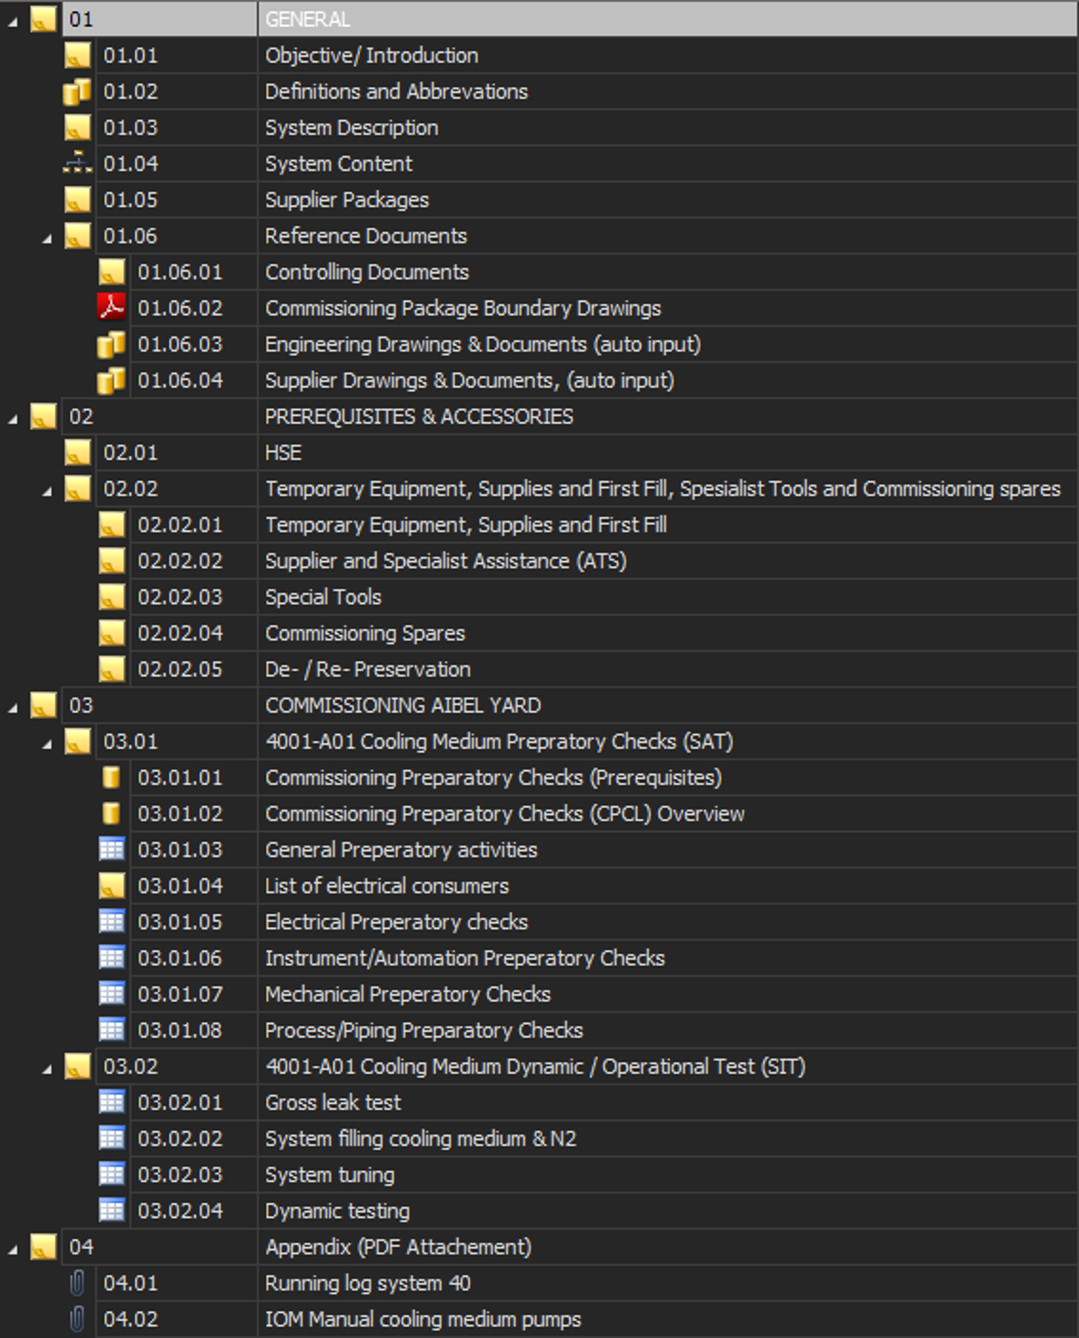 01 GENERAL
01.01 Objective/ Introduction
01.02 Definitions and Abbrevations
01.03 System Description
01.04 System Content
01.05 Supplier Packages
01.06 Reference Documents
01.06.01 Controlling Documents
01.06.02 Commissioning Package Boundary Drawings
01.06.03 Engineering Drawings & Documents (auto input)
01.06.04 Supplier Drawings & Documents, (auto input)
02 PREREQUISITES & ACCESSORIES
02.01 HSE
02.02 Temporary Equipment, Supplies and First Fill, Spesialist Tools and Commissioning spares
02.02.01 Temporary Equipment, Supplies and First Fill
02.02.02 Supplier and Specialist Assistance (ATS)
02.02.03 Special Tools
02.02.04 Commissioning Spares
02.02.05 De- / Re- Preservation
03 COMMISSIONING AIBEL YARD
03.01 4001-A01 Cooling Medium Prepratory Checks (SAT)
03.01.01 Commissioning Preparatory Checks (Prerequisites)
03.01.02 Commissioning Preparatory Checks (CPCL) Overview
03.01.03 General Preperatory activities
03.01.04 List of electrical consumers
03.01.05 Electrical Preperatory checks
03.01.06 Instrument/Automation Preperatory Checks
03.01.07 Mechanical Preperatory Checks
03.01.08 Process/Piping Preparatory Checks
03.02 4001-A01 Cooling Medium Dynamic / Operational Test (SIT)
03.02.01 Gross leak test
03.02.02 System filling cooling medium & N2
03.02.03 System tuning
03.02.04 Dynamic testing
04 Appendix (PDF Attachement)
04.01 Running log system 40
04.02 IOM Manual cooling medium pumps